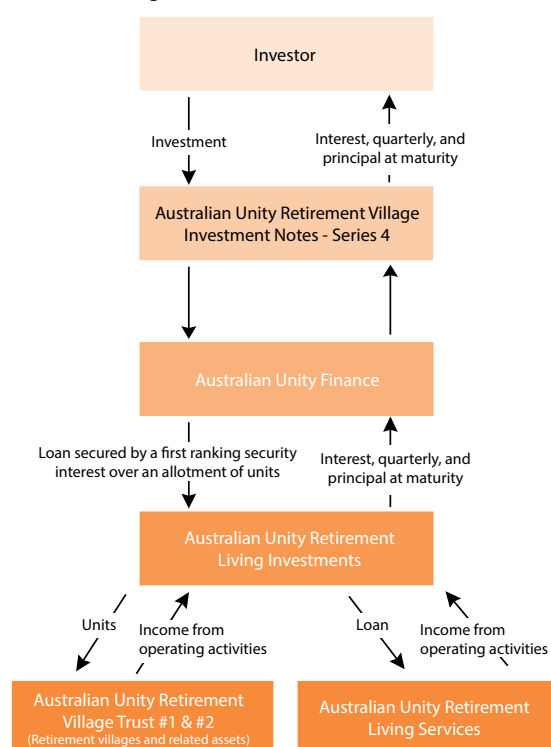 Investor
Investment
Interest, quarterly, and
principal at maturity
Australian Unity Retirement Village
Investment Notes - Series 4
Australian Unity Finance
Loan secured by a first ranking security
interest over an allotment of units
Interest, quarterly, and
principal at maturity
Australian Unity Retirement
Living Investments
Units
Income from
operating activities
Loan
Income from
operating activities
Australian Unity Retirement
Village Trust #1 & #2
(Retirement villages and related assets)
Australian Unity Retirement
Living Services